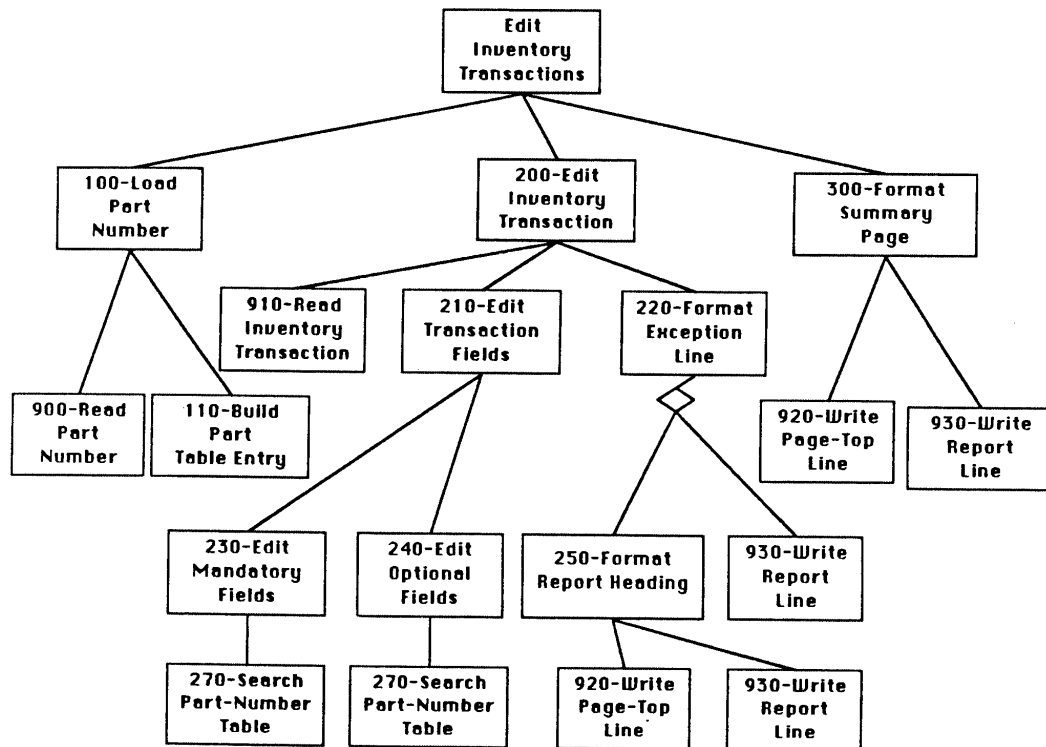 Edit
Inventory
Transactions
100-Load
Part
Number
200-Edit
Inventory
Transaction
300-Format
Summary
Page
910-Read
Inventory
Transaction
210-Edit
Transaction
Fields
220-Format
Exception
Line
900-Read
Part
Number
110-Build
Part
Table Entry
920-Write
Page-Top
Line
930-Write
Report
Line
230-Edit
Mandatory
Fields
240-Edit
Optional
Fields
250-Format
Report Heading
930-Write
Report
Line
270-Search
Part-Number
Table
270-Search
Part-Number
Table
920-Write
Page-Top
Line
930-Write
Report
Line